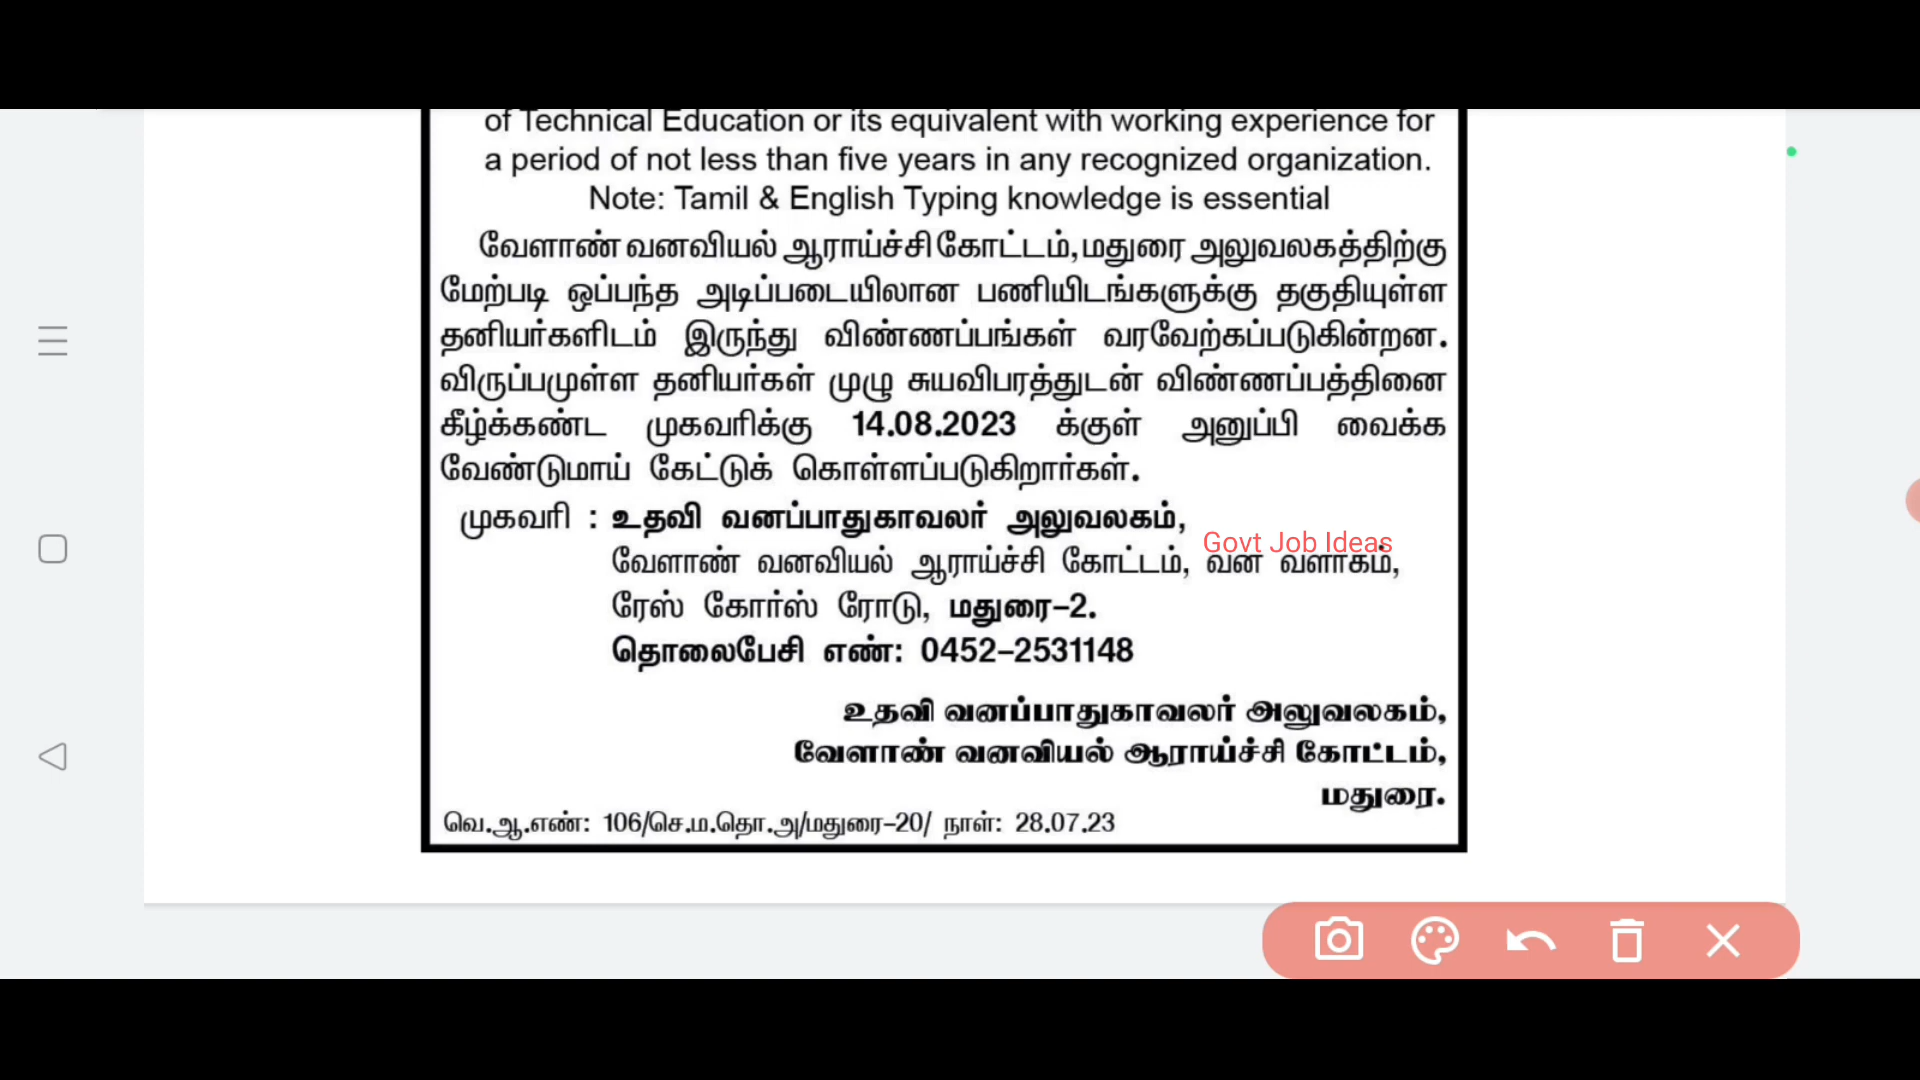 of Technical Education or its equivalent with working experience for
a period of not less than five years in any recognized organization.
Note: Tamil & English Typing knowledge is essential
வேளாண் வனவியல் ஆராய்ச்சி கோட்டம், மதுரை அலுவலகத்திற்கு
மேற்படி ஒப்பந்த அடிப்படையிலான பணியிடங்களுக்கு தகுதியுள்ள
தனியர்களிடம் இருந்து விண்ணப்பங்கள் வரவேற்கப்படுகின்றன.
விருப்பமுள்ள தனியர்கள் முழு சுயவிபரத்துடன் விண்ணப்பத்தினை
கீழ்க்கண்ட முகவரிக்கு 14.08.2023 க்குள் அனுப்பி வைக்க
வேண்டுமாய் கேட்டுக் கொள்ளப்படுகிறார்கள்.
முகவரி : உதவி வனப்பாதுகாவலர் அலுவலகம்,
Govt Job Ideas
வேளாண் வனவியல் ஆராய்ச்சி கோட்டம், வன வளாகம்,
ரேஸ் கோர்ஸ் ரோடு, மதுரை-2.
தொலைபேசி எண்: 0452-2531148
உதவி வனப்பாதுகாவலர் அலுவலகம்,
வேளாண் வனவியல் ஆராய்ச்சி கோட்டம்,
மதுரை.
வெ.ஆ.எண்: 106/செ.ம.தொ.அ/மதுரை-20/ நாள்: 28.07.23